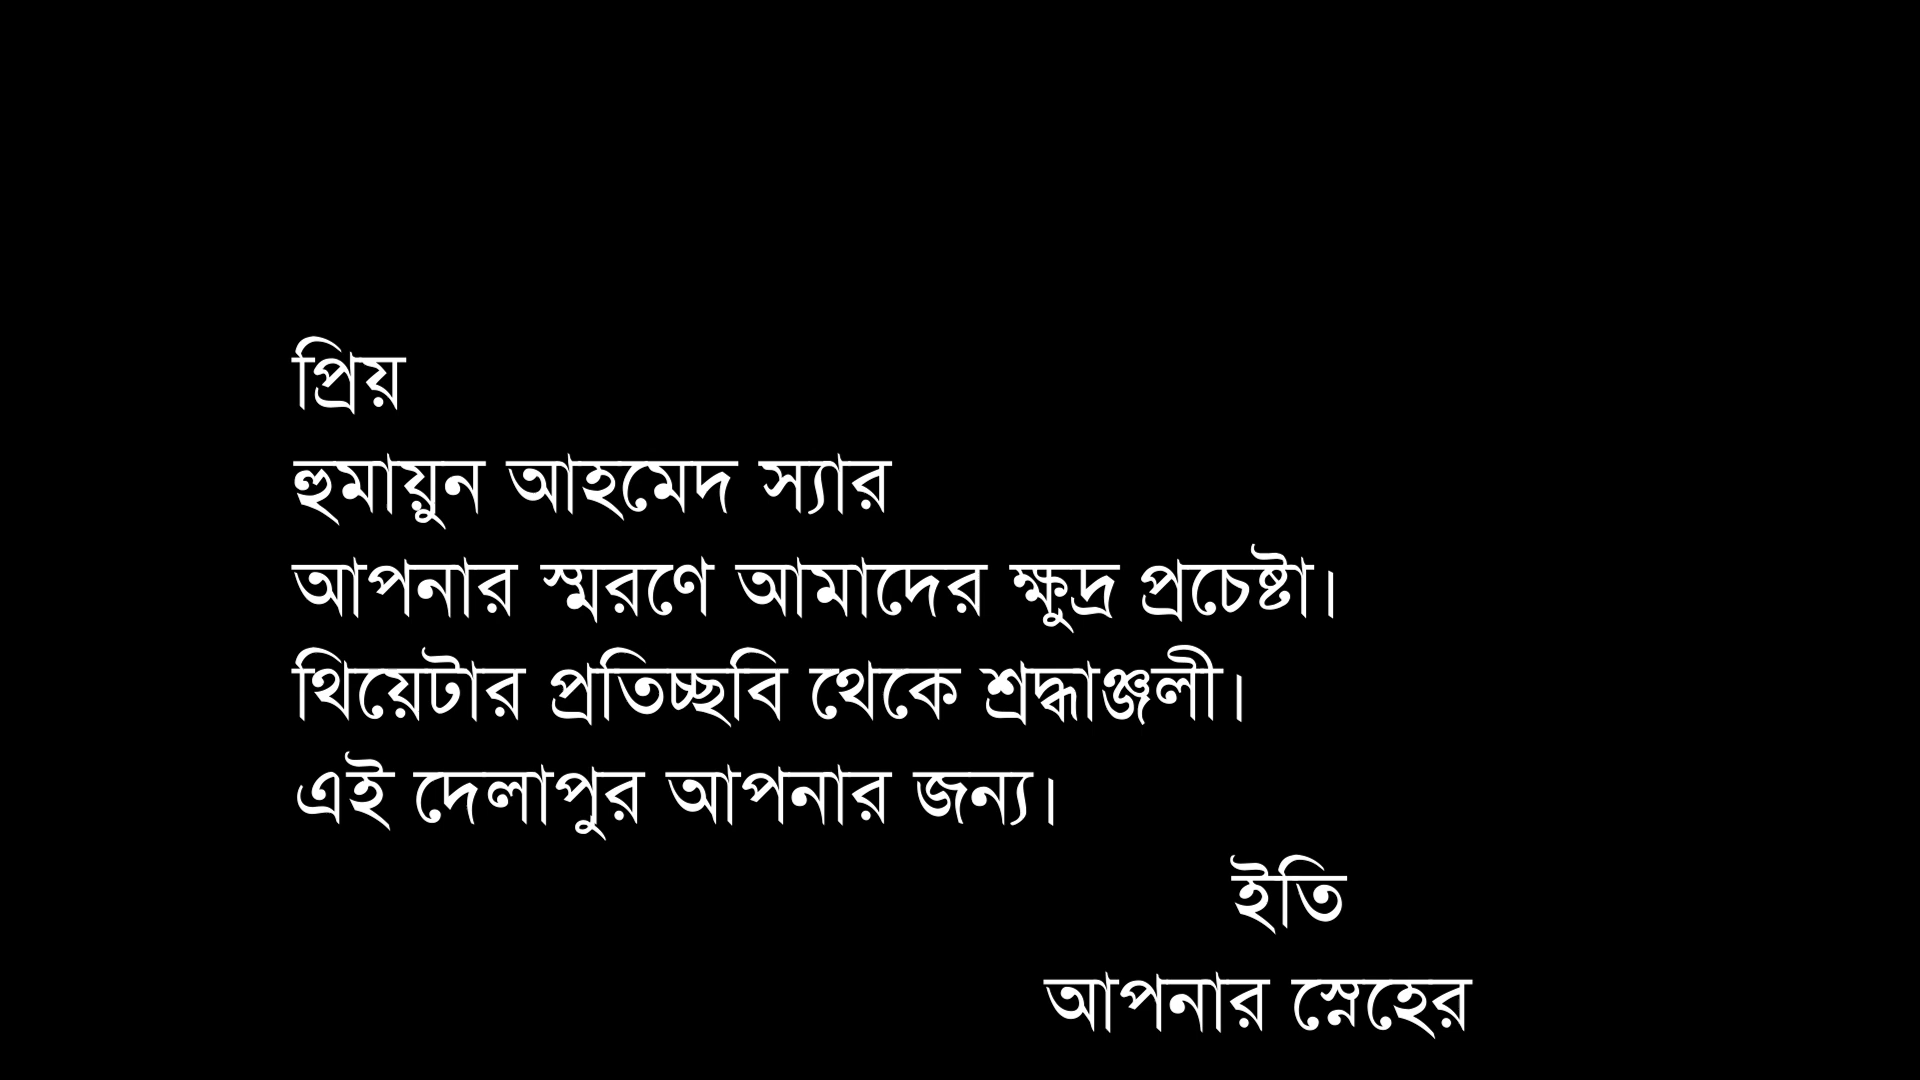 প্রিয়
হুমায়ুন আহমেদ স্যার
আপনার স্মরণে আমাদের ক্ষুদ্র প্রচেষ্টা।
থিয়েটার প্রতিচ্ছবি থেকে শ্রদ্ধাঞ্জলী।
এই দেলাপুর আপনার জন্য।
ইতি
আপনার স্নেহের